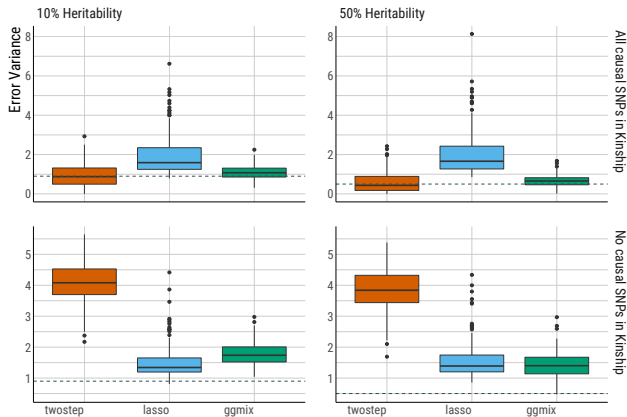 10% Heritability
50% Heritability
Error Variance
8
6
4
2
0
8
6
4
2
0
All causal SNPs in Kinship
5
4
3
2
1
5
4
3
2
1
No causal SNPs in Kinship
twostep
lasso
ggmix
twostep
lasso
ggmix